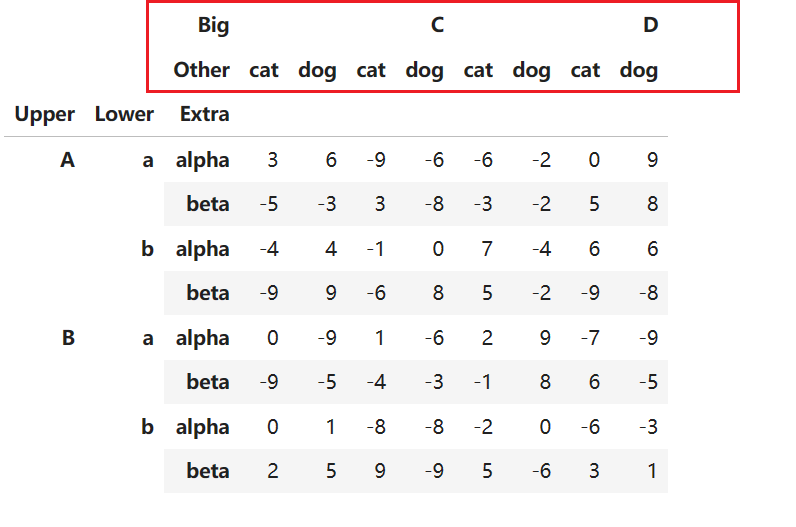 Big C D
Other cat dog cat dog cat dog cat dog
Upper Lower Extra
A a alpha 3 6 -9 -6 -6 -2 0 9
beta -5 -3 3 -8 -3 -2 5 8
b alpha -4 4 -1 0 7 -4 6 6
beta -9 9 -6 8 5 -2 -9 -8
B a alpha 0 -9 1 -6 2 9 -7 -9
beta -9 -5 -4 -3 -1 8 6 -5
b alpha 0 1 -8 -8 -2 0 -6 -3
beta 2 5 9 -9 5 -6 3 1